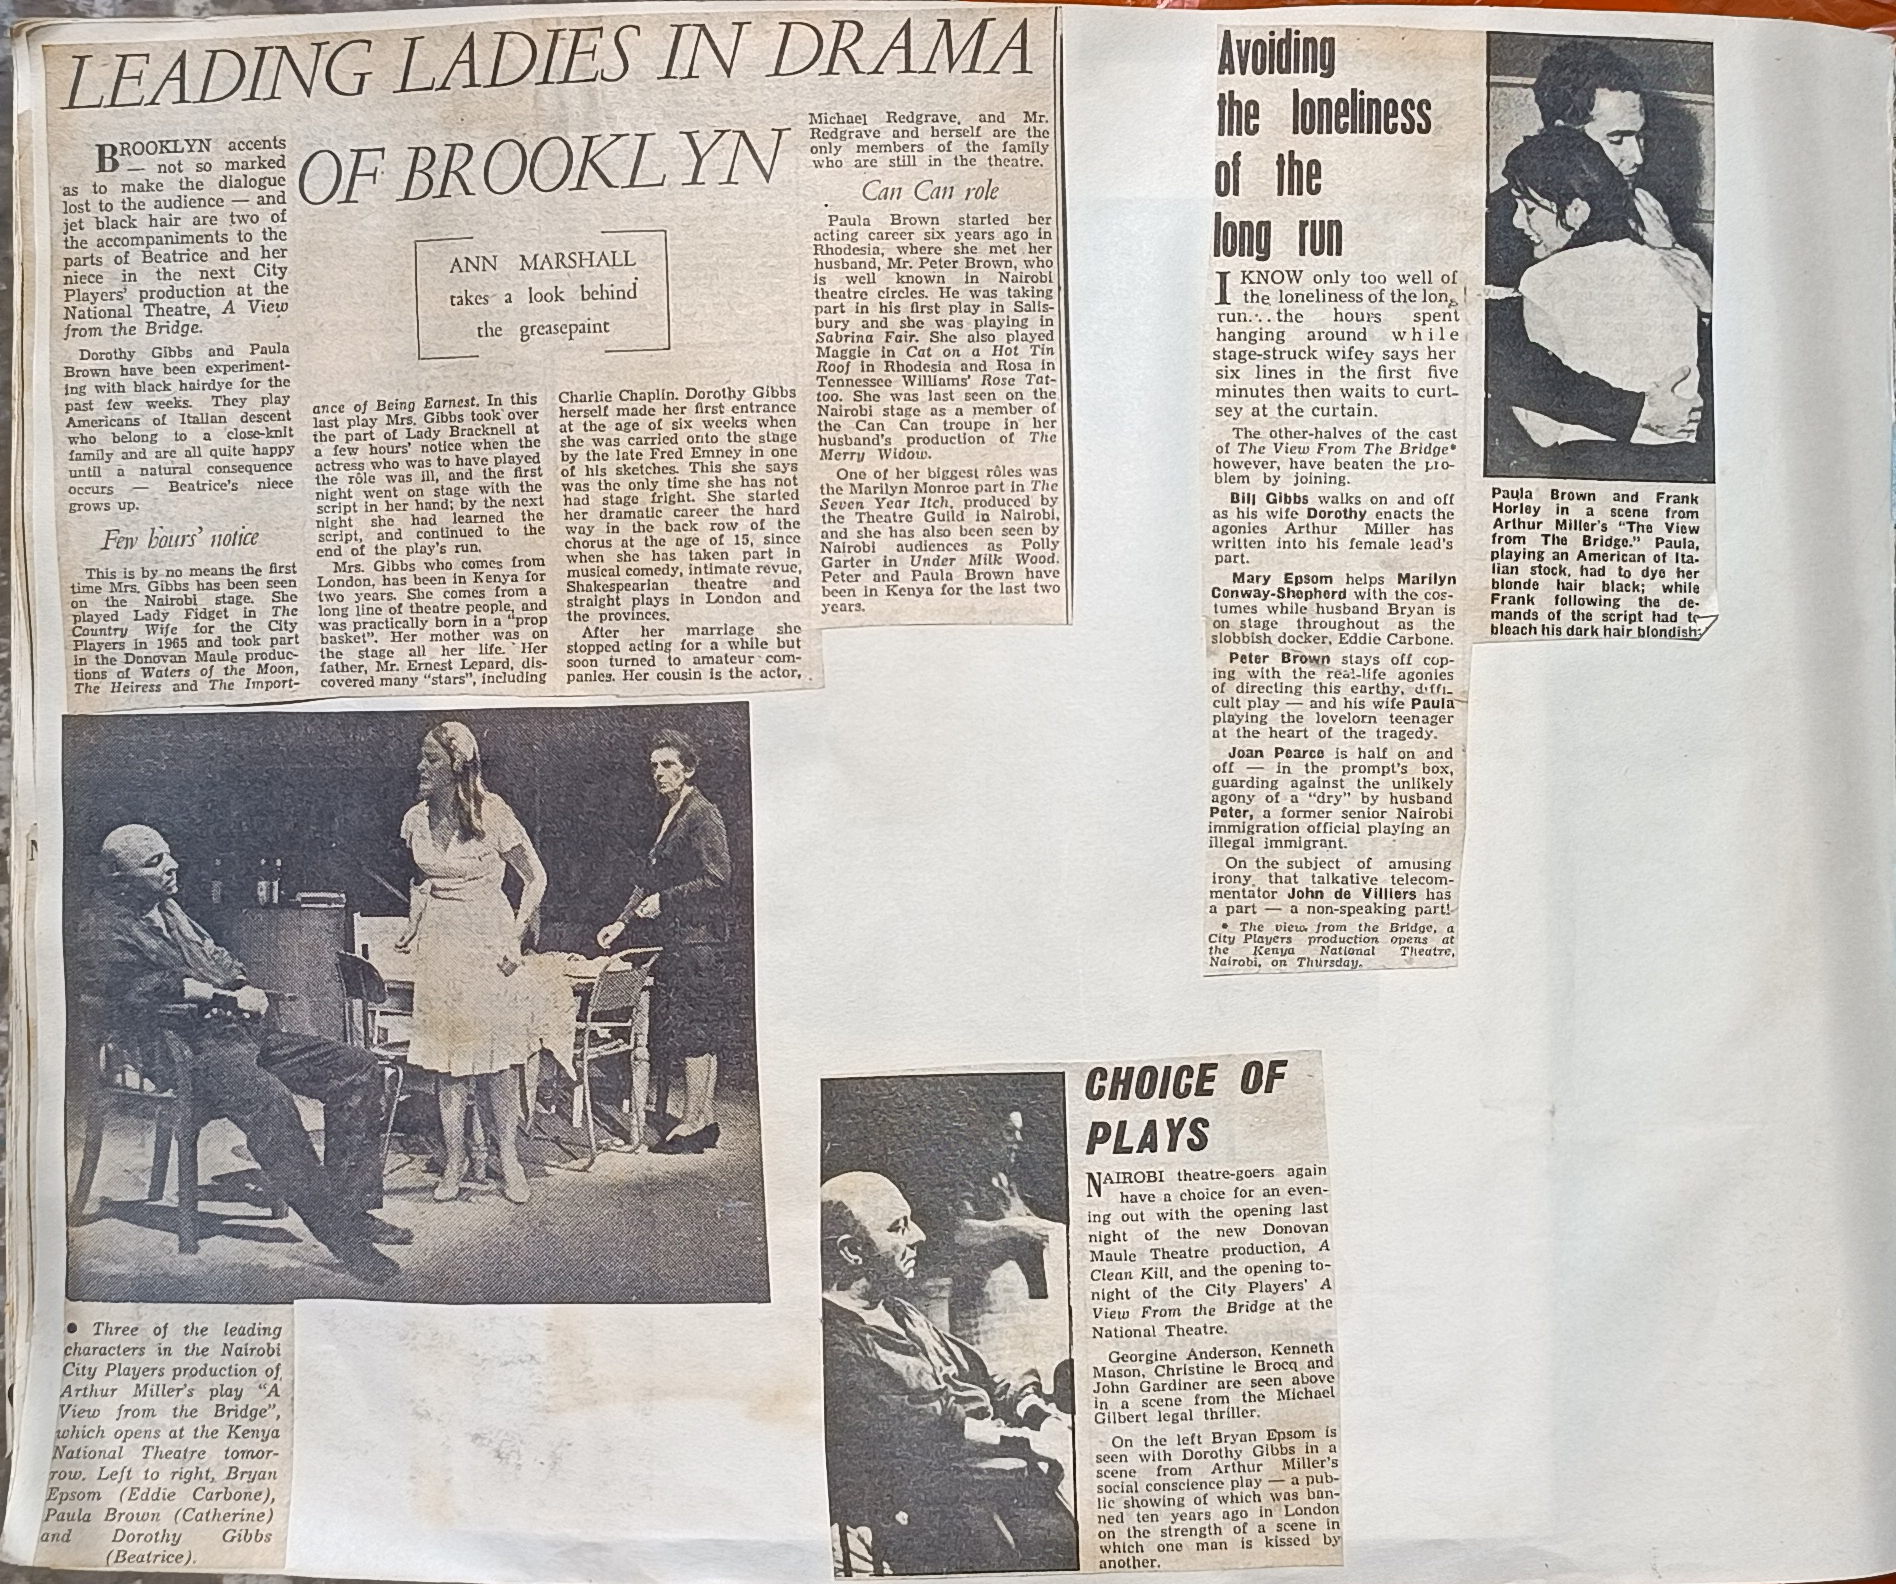 LEADING LADIES IN DRAMA
OF BROOKLYN
ANN MARSHALL
takes a look behind
the greasepaint
BROOKLYN accents
— not so marked
as to make the dialogue
lost to the audience — and
jet black hair are two of
the accompaniments to the
parts of Beatrice and her
niece in the next City
Players' production at the
National Theatre, A View
from the Bridge.
Dorothy Gibbs and Paula
Brown have been experiment-
ing with black hairdye for the
past few weeks. They play
Americans of Italian descent
who belong to a close-knit
family and are all quite happy
until a natural consequence
occurs — Beatrice's niece
grows up.
Few hours' notice
This is by no means the first
time Mrs. Gibbs has been seen
on the Nairobi stage. She
played Lady Fidget in The
Country Wife for the City
Players in 1965 and took part
in the Donovan Maule produc-
tions of Waters of the Moon,
The Heiress and The Import-
ance of Being Earnest. In this
last play Mrs. Gibbs took over
the part of Lady Bracknell at
a few hours' notice when the
actress who was to have played
the rôle was ill, and the first
night went on stage with the
script in her hand; by the next
night she had learned the
script, and continued to the
end of the play's run.
Mrs. Gibbs who comes from
London, has been in Kenya for
two years. She comes from a
long line of theatre people, and
was practically born in a "prop
basket". Her mother was on
the stage all her life. Her
father, Mr. Ernest Lepard, dis-
covered many "stars", including
Charlie Chaplin. Dorothy Gibbs
herself made her first entrance
at the age of six weeks when
she was carried onto the stage
by the late Fred Emney in one
of his sketches. This she says
was the only time she has not
had stage fright. She started
her dramatic career the hard
way in the back row of the
chorus at the age of 15, since
when she has taken part in
musical comedy, intimate revue,
Shakespearian theatre and
straight plays in London and
the provinces.
After her marriage she
stopped acting for a while but
soon turned to amateur com-
panies. Her cousin is the actor,
Michael Redgrave, and Mr.
Redgrave and herself are the
only members of the family
who are still in the theatre.
Can Can role
Paula Brown started her
acting career six years ago in
Rhodesia, where she met her
husband, Mr. Peter Brown, who
is well known in Nairobi
theatre circles. He was taking
part in his first play in Salis-
bury and she was playing in
Sabrina Fair. She also played
Maggie in Cat on a Hot Tin
Roof in Rhodesia and Rosa in
Tennessee Williams' Rose Tat-
too. She was last seen on the
Nairobi stage as a member of
the Can Can troupe in her
husband's production of The
Merry Widow.
One of her biggest rôles was
the Marilyn Monroe part in The
Seven Year Itch, produced by
the Theatre Guild in Nairobi,
and she has also been seen by
Nairobi audiences as Polly
Garter in Under Milk Wood.
Peter and Paula Brown have
been in Kenya for the last two
years.
• Three of the leading
characters in the Nairobi
City Players production of
Arthur Miller's play "A
View from the Bridge",
which opens at the Kenya
National Theatre tomor-
row. Left to right, Bryan
Epsom (Eddie Carbone),
Paula Brown (Catherine)
and Dorothy Gibbs
(Beatrice).
Avoiding
the loneliness
of the
long run
I KNOW only too well of
the loneliness of the long
run... the hours spent
hanging around while
stage-struck wifey says her
six lines in the first five
minutes then waits to curt-
sey at the curtain.
The other-halves of the cast
of The View From The Bridge*
however, have beaten the pro-
blem by joining.
Bill Gibbs walks on and off
as his wife Dorothy enacts the
agonies Arthur Miller has
written into his female lead's
part.
Mary Epsom helps Marilyn
Conway-Shepherd with the cos-
tumes while husband Bryan is
on stage throughout as the
slobbish docker, Eddie Carbone.
Peter Brown stays off cop-
ing with the real-life agonies
of directing this earthy, diffi-
cult play — and his wife Paula
playing the lovelorn teenager
at the heart of the tragedy.
Joan Pearce is half on and
off — in the prompt's box,
guarding against the unlikely
agony of a "dry" by husband
Peter, a former senior Nairobi
immigration official playing an
illegal immigrant.
On the subject of amusing
irony that talkative telecom-
mentator John de Villiers has
a part — a non-speaking part!
* The view from the Bridge, a
City Players production opens at
the Kenya National Theatre,
Nairobi, on Thursday.
Paula Brown and Frank
Horley in a scene from
Arthur Miller's "The View
from The Bridge." Paula,
playing an American of Ita-
lian stock, had to dye her
blonde hair black; while
Frank following the de-
mands of the script had to
bleach his dark hair blondish.
CHOICE OF
PLAYS
NAIROBI theatre-goers again
have a choice for an even-
ing out with the opening last
night of the new Donovan
Maule Theatre production, A
Clean Kill, and the opening to-
night of the City Players' A
View From the Bridge at the
National Theatre.
Georgine Anderson, Kenneth
Mason, Christine le Brocq and
John Gardiner are seen above
in a scene from the Michael
Gilbert legal thriller.
On the left Bryan Epsom is
seen with Dorothy Gibbs in a
scene from Arthur Miller's
social conscience play — a pub-
lic showing of which was ban-
ned ten years ago in London
on the strength of a scene in
which one man is kissed by
another.